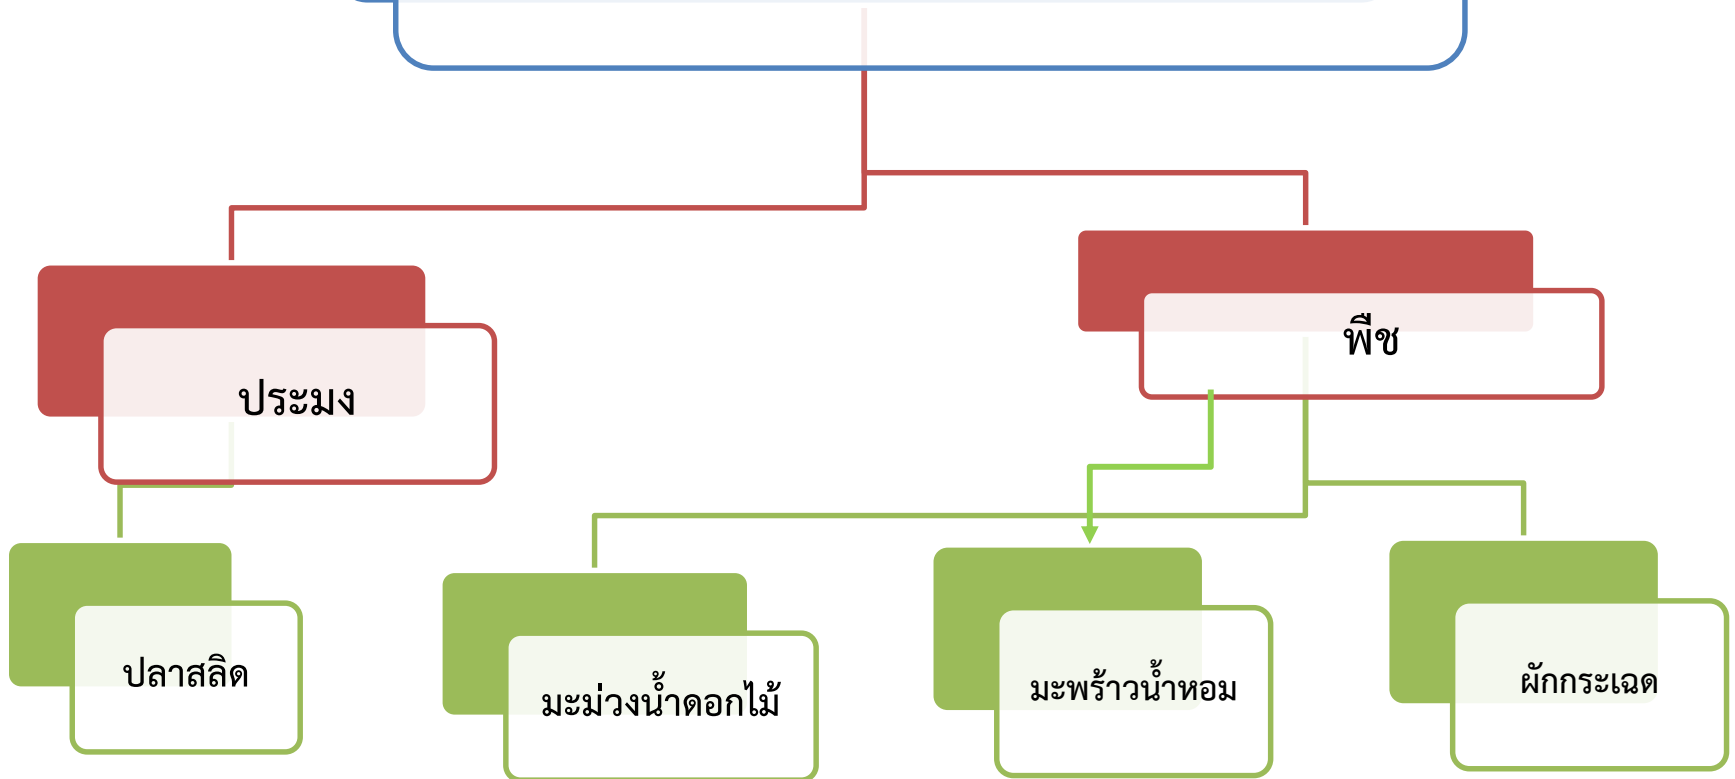 พืช
ประมง
ปลาสลิด
มะม่วงน้ำดอกไม้
มะพร้าวน้ำหอม
ผักกระเฉด